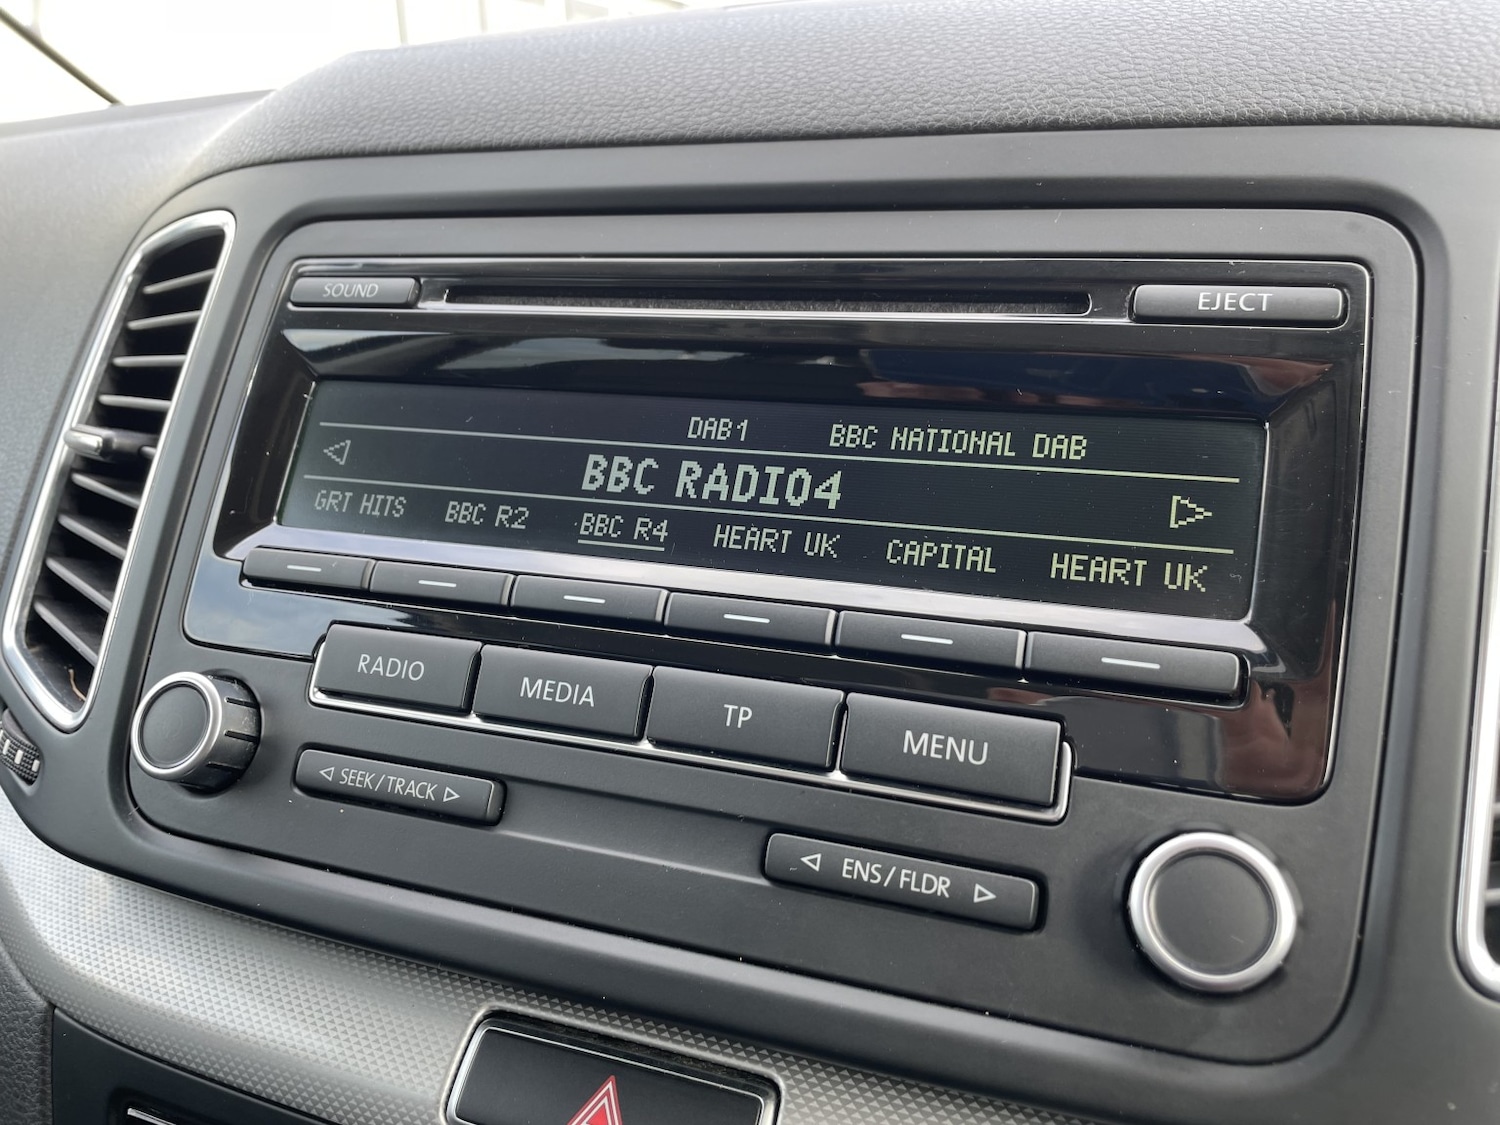 SOUND
EJECT
DAB1 BBC NATIONAL DAB
BBC RADIO4
GRT HITS BBC R2 BBC R4 HEART UK CAPITAL HEART UK
RADIO MEDIA TP MENU
SEEK/TRACK
ENS/FLDR